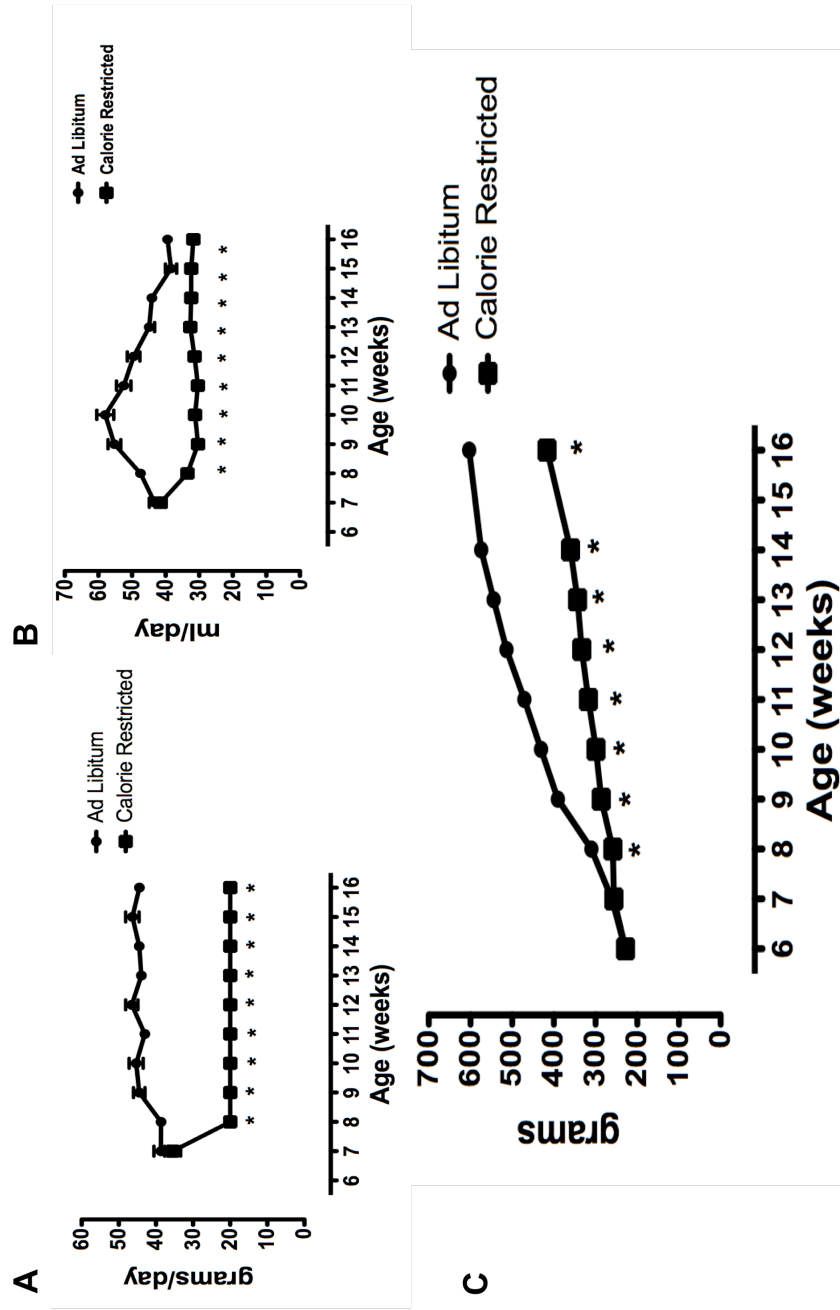 A
60
50
40
30
20
10
0
grams/day
Ad Libitum
Calorie Restricted
* * * * * * * * *
6 7 8 9 10 11 12 13 14 15 16
Age (weeks)
B
70
60
50
40
30
20
10
0
ml/day
Ad Libitum
Calorie Restricted
* * * * * * * * *
6 7 8 9 10 11 12 13 14 15 16
Age (weeks)
C
700
600
500
400
300
200
100
0
grams
Ad Libitum
Calorie Restricted
* * * * * * * *
6 7 8 9 10 11 12 13 14 15 16
Age (weeks)